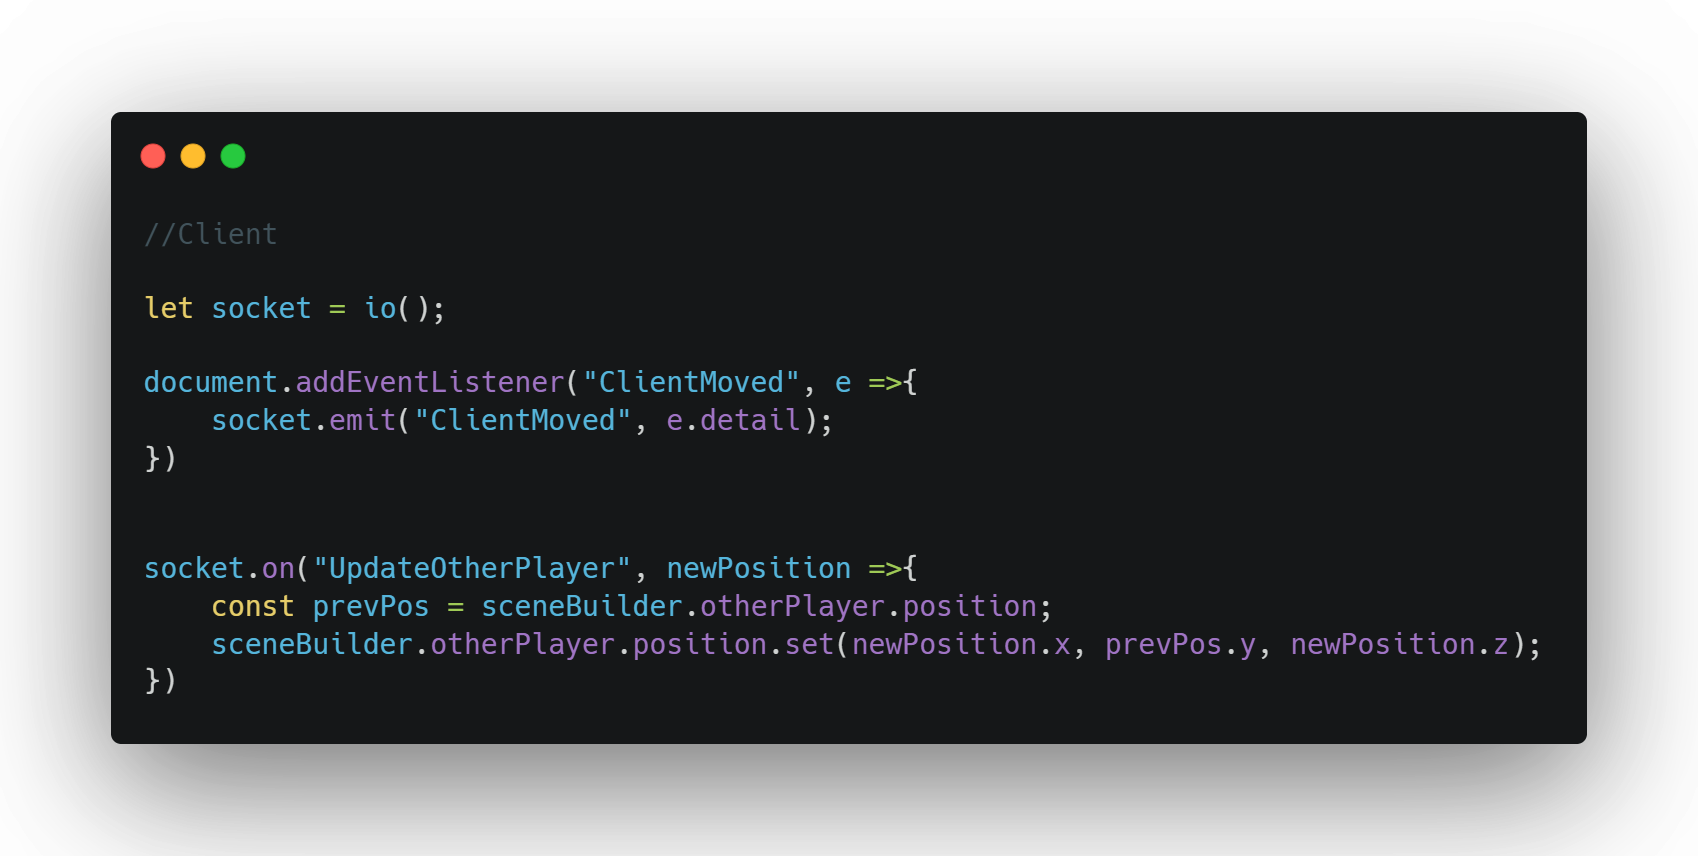 //Client
let socket = io();
document.addEventListener("ClientMoved", e =>{
    socket.emit("ClientMoved", e.detail);
})
socket.on("UpdateOtherPlayer", newPosition =>{
    const prevPos = sceneBuilder.otherPlayer.position;
    sceneBuilder.otherPlayer.position.set(newPosition.x, prevPos.y, newPosition.z);
})